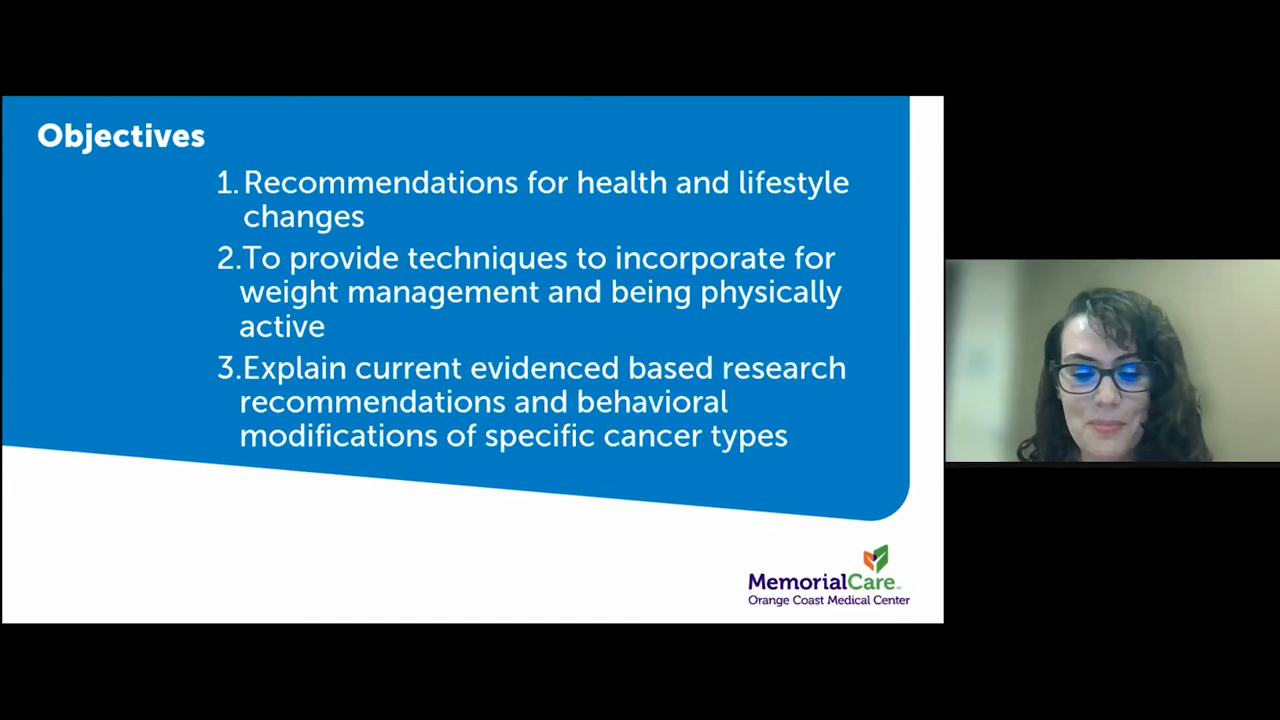 Objectives
1. Recommendations for health and lifestyle
changes
2.To provide techniques to incorporate for
weight management and being physically
active
3.Explain current evidenced based research
recommendations and behavioral
modifications of specific cancer types
MemorialCare
Orange Coast Medical Center